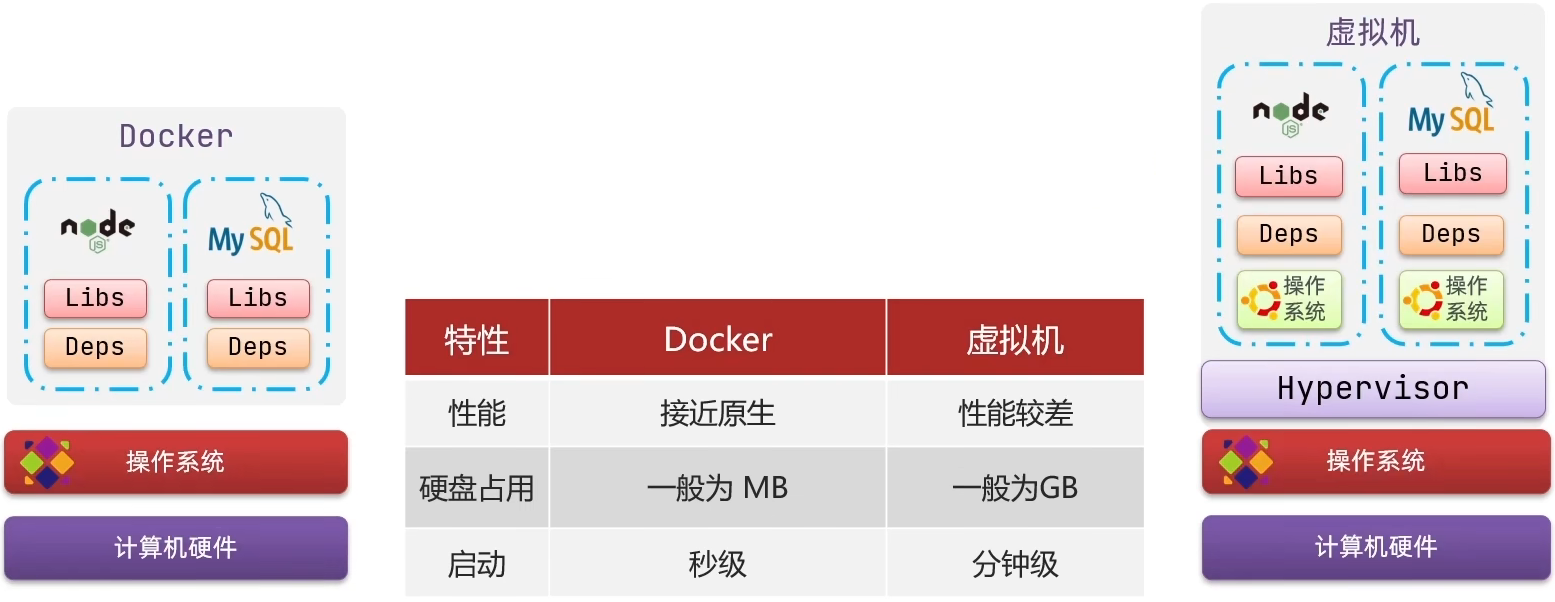 Docker
node
JS
MySQL
Libs
Libs
Deps
Deps
操作系统
计算机硬件
特性 Docker 虚拟机
性能 接近原生 性能较差
硬盘占用 一般为 MB 一般为GB
启动 秒级 分钟级
虚拟机
node
JS
MySQL
Libs
Libs
Deps
Deps
操作
系统
操作
系统
Hypervisor
操作系统
计算机硬件